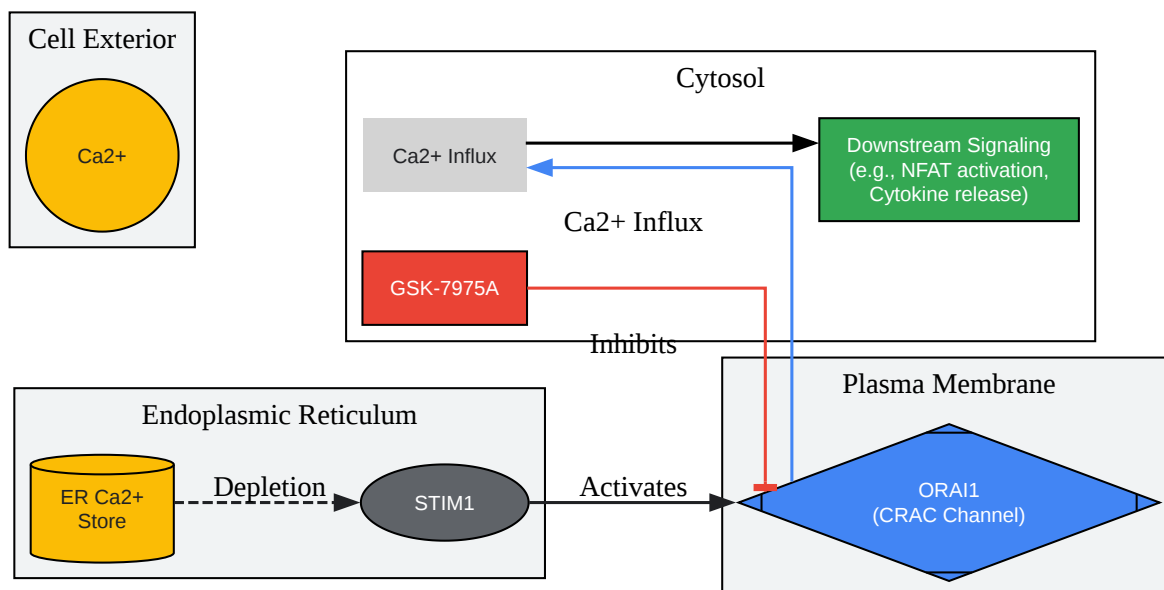 Cell Exterior
Ca2+
Cytosol
Ca2+ Influx
Downstream Signaling
(e.g., NFAT activation,
Cytokine release)
Ca2+ Influx
GSK-7975A
Inhibits
Endoplasmic Reticulum
ER Ca2+
Store
Depletion
STIM1
Activates
Plasma Membrane
ORAI1
(CRAC Channel)